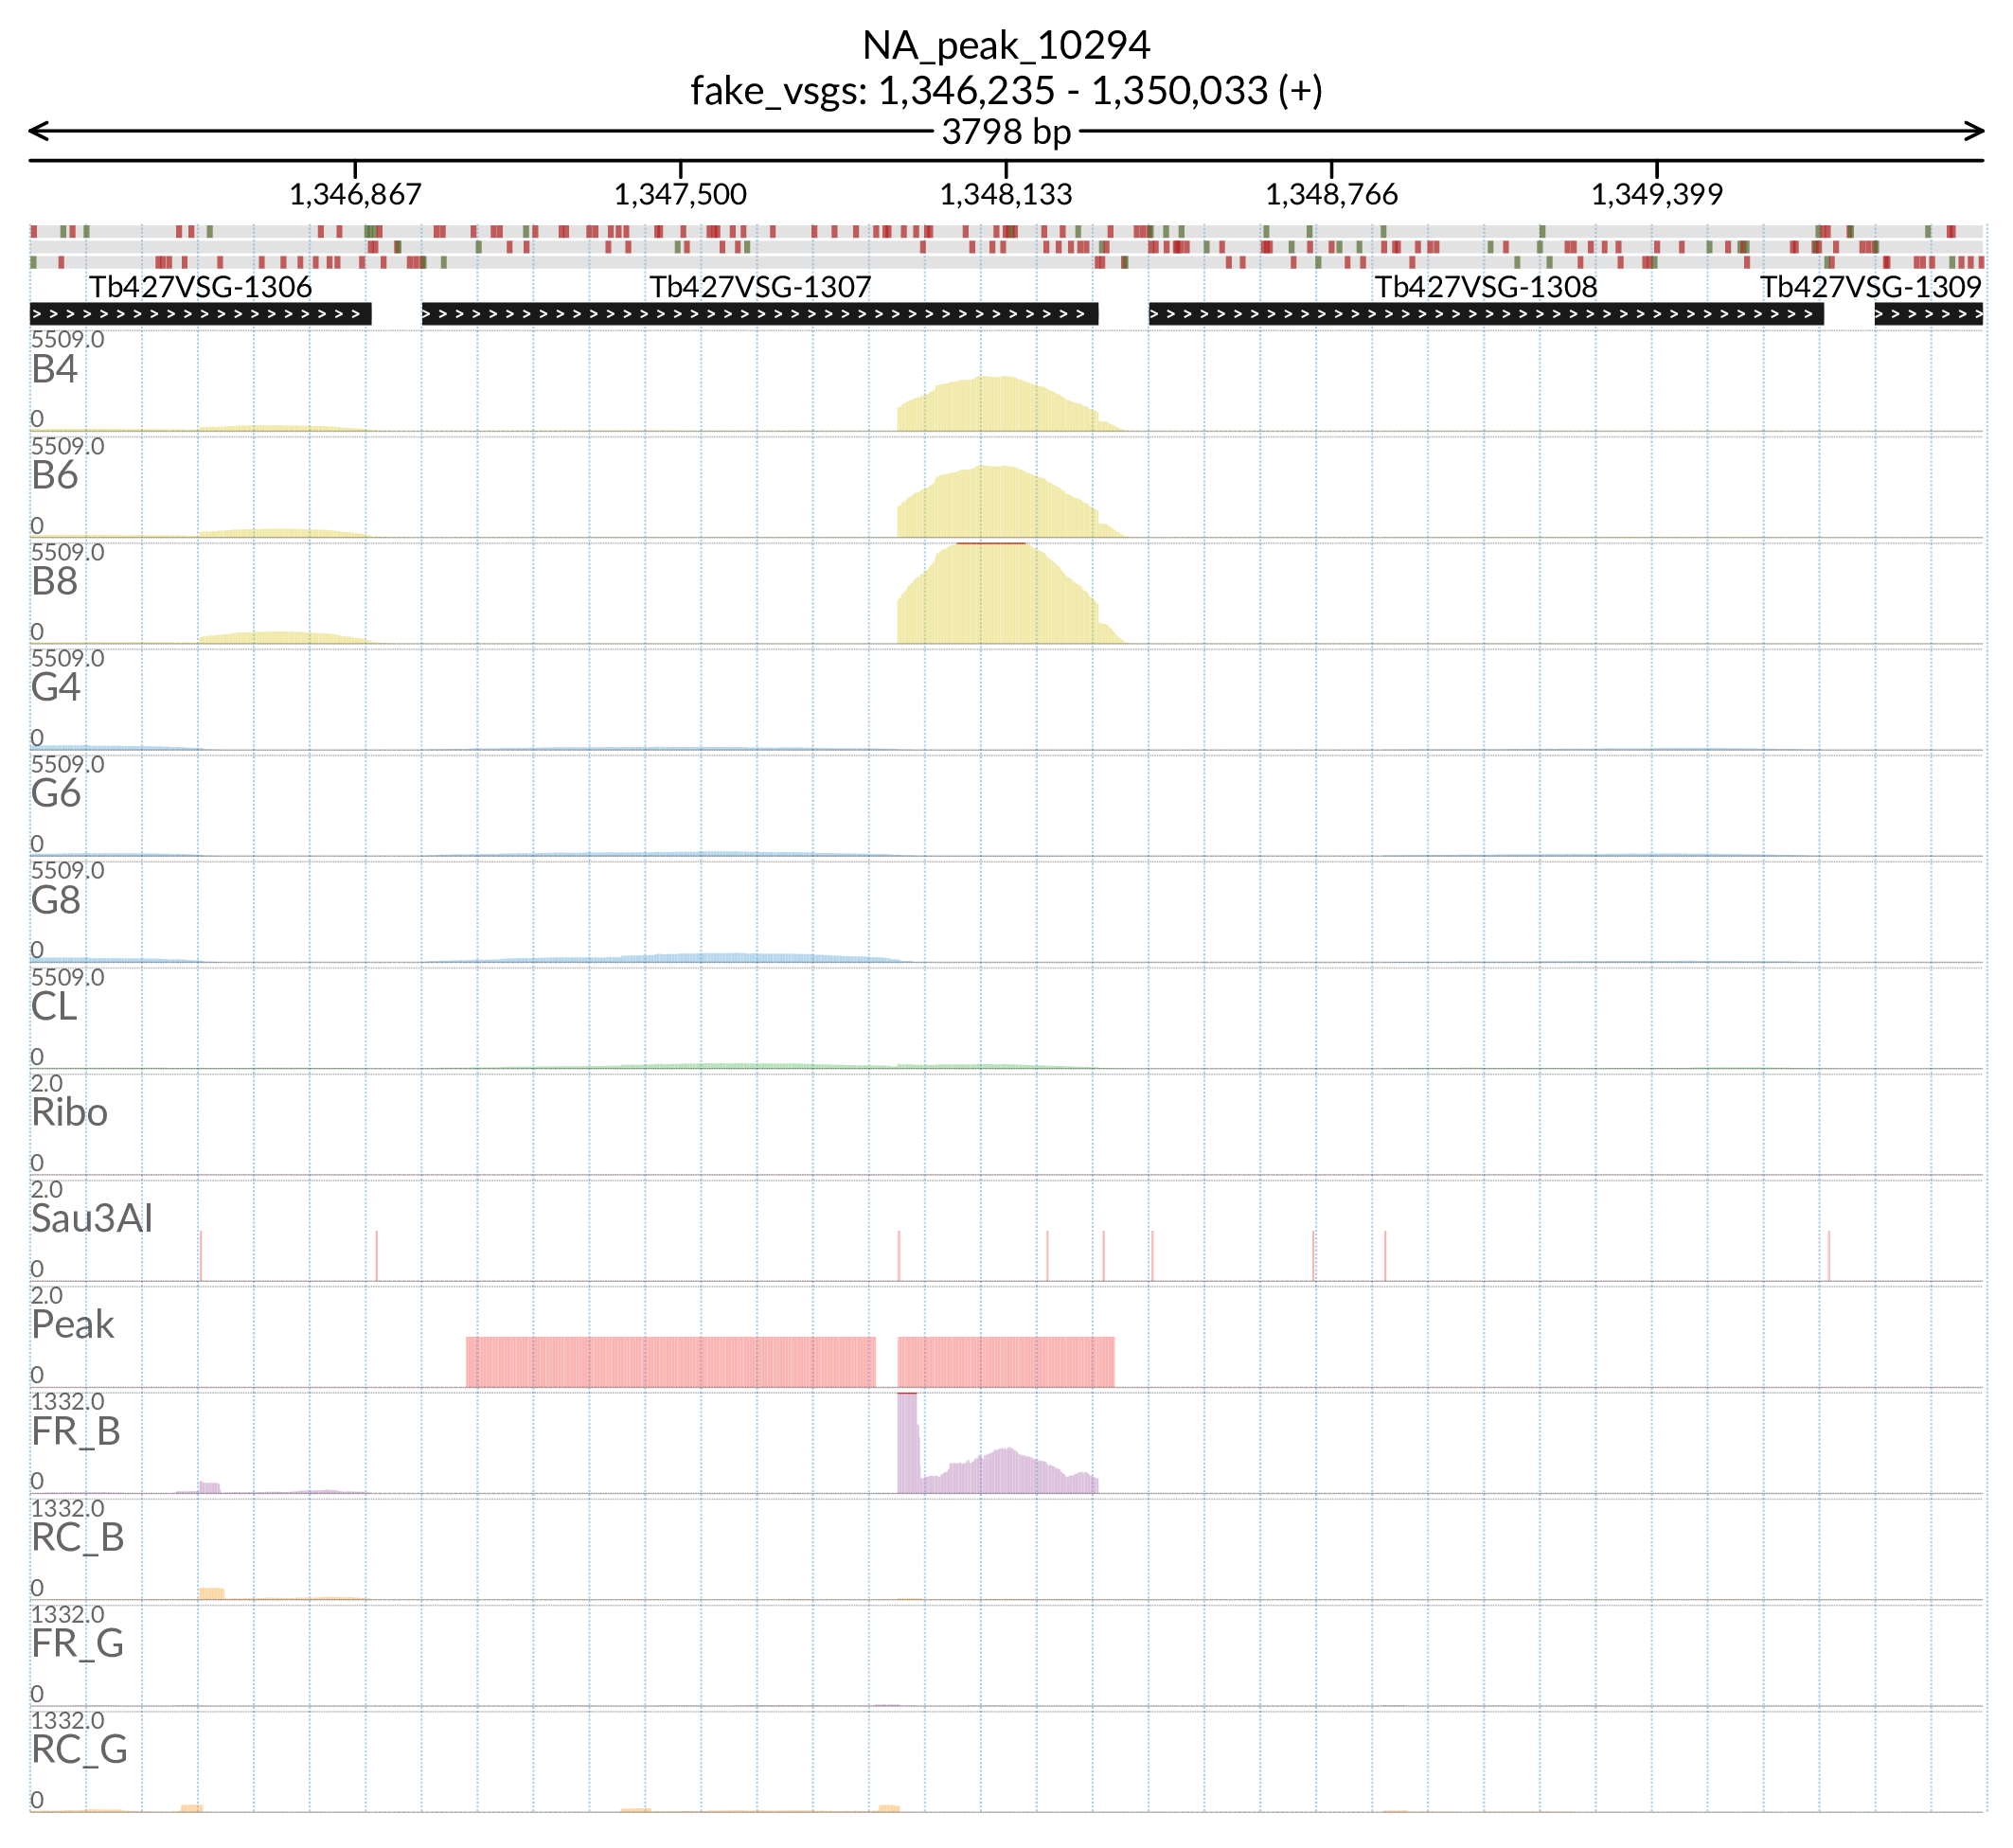 NA_peak_10294
fake_vsgs: 1,346,235 - 1,350,033 (+)
3798 bp
1,346,867 1,347,500 1,348,133 1,348,766 1,349,399
Tb427VSG-1306 Tb427VSG-1307 Tb427VSG-1308 Tb427VSG-1309
5509.0
B4
0
5509.0
B6
0
5509.0
B8
0
5509.0
G4
0
5509.0
G6
0
5509.0
G8
0
5509.0
CL
0
2.0
Ribo
0
2.0
Sau3AI
0
2.0
Peak
0
1332.0
FR_B
0
1332.0
RC_B
0
1332.0
FR_G
0
1332.0
RC_G
0